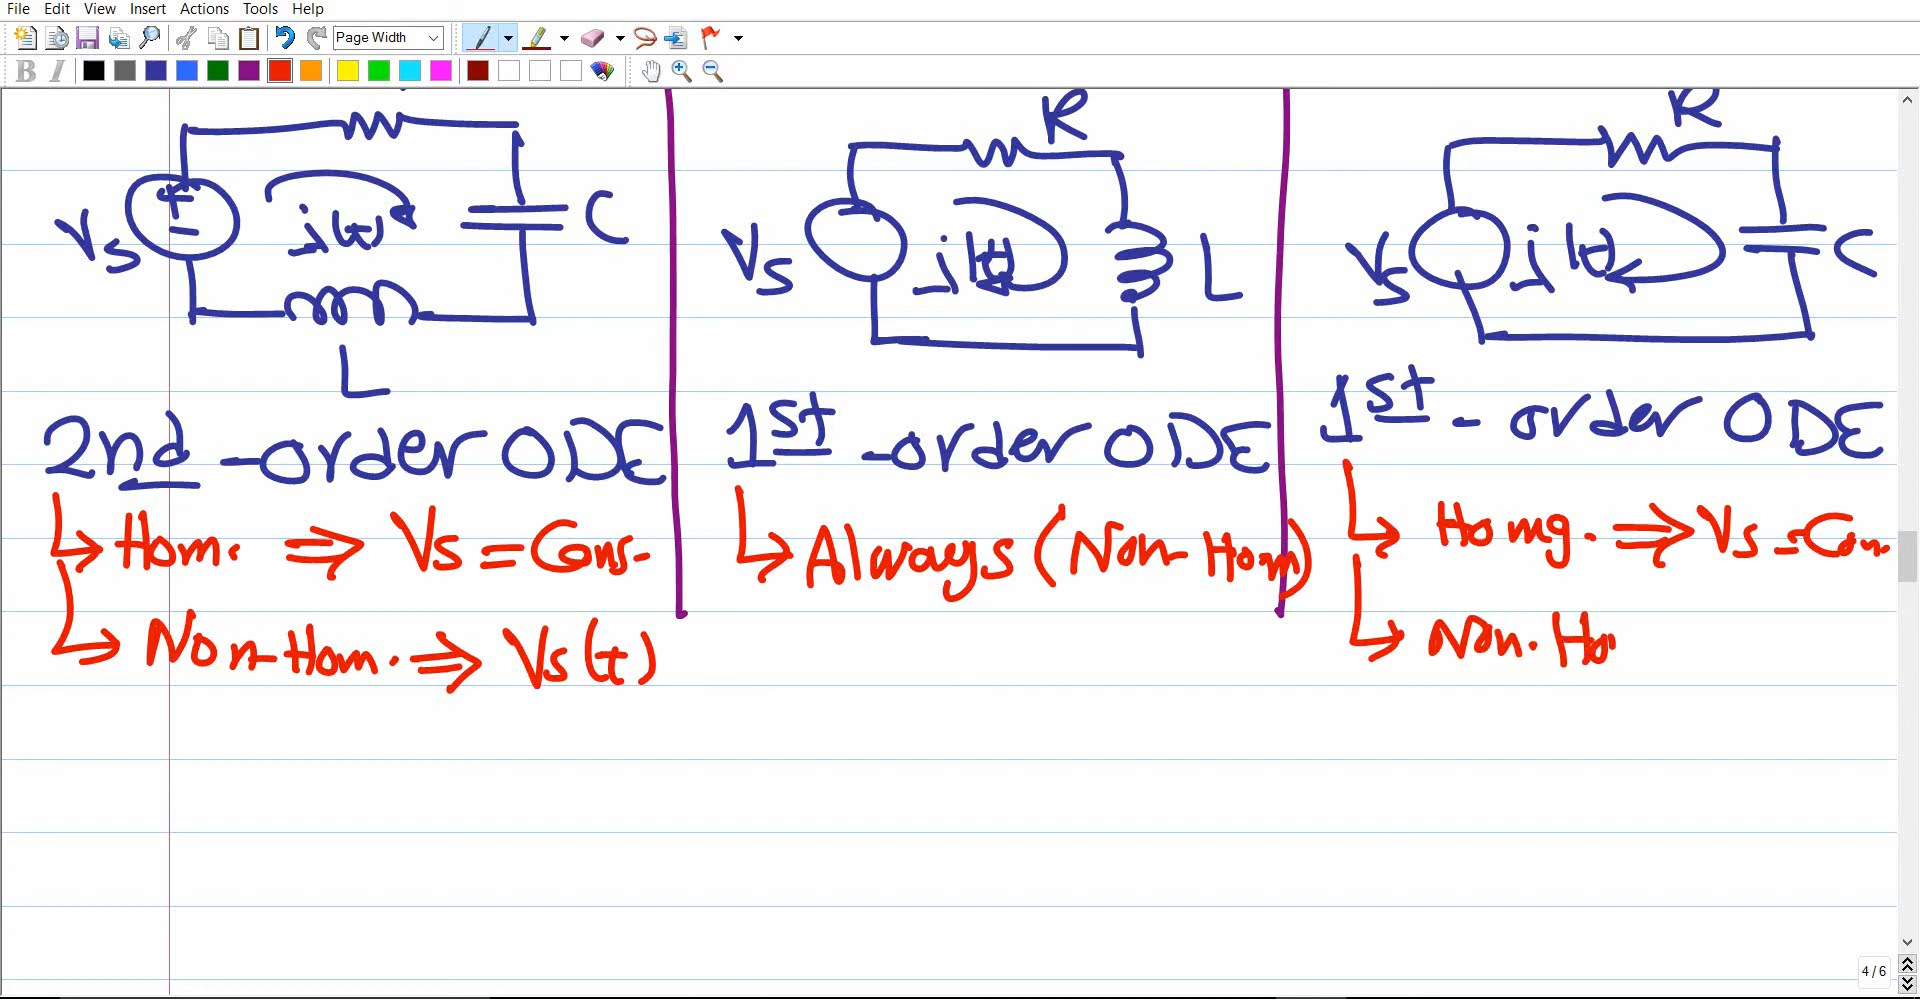 File Edit View Insert Actions Tools Help
Page Width
B I
R
R
Vs
i(t)
C
L
Vs
i(t)
L
Vs
i(t)
C
2nd-order ODE
1st-order ODE
1st-order ODE
Hom. ⇒ Vs = Cons.
Always (Non-Hom)
Homg. ⇒ Vs = Con.
Non-Hom. ⇒ Vs(t)
Non. Ho
4 / 6